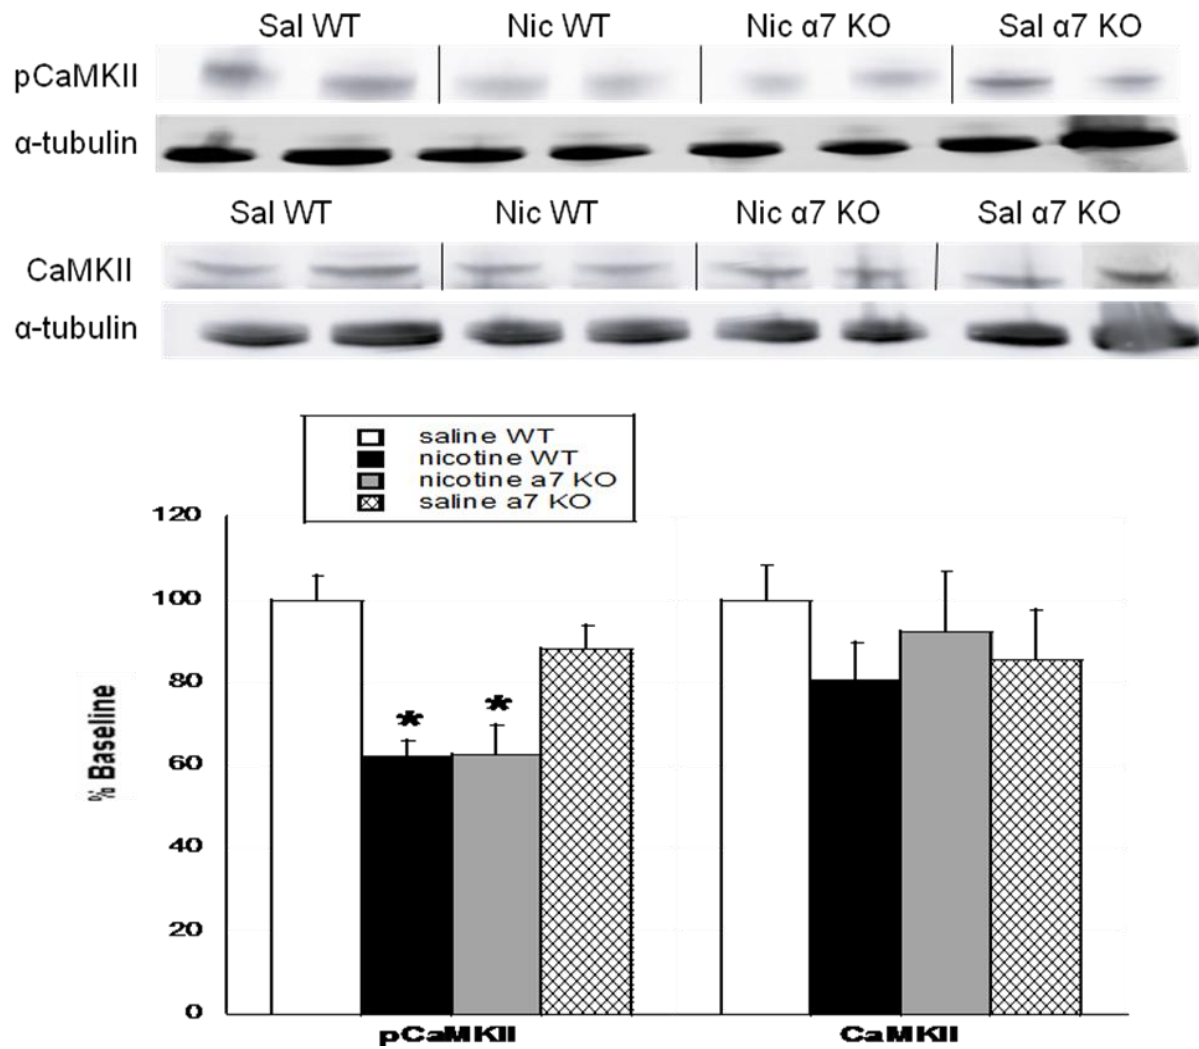 Sal WT Nic WT Nic α7 KO Sal α7 KO
pCaMKII
α-tubulin
Sal WT Nic WT Nic α7 KO Sal α7 KO
CaMKII
α-tubulin
saline WT
nicotine WT
nicotine a7 KO
saline a7 KO
120
100
80
60
40
20
0
% Baseline
* *
pCaMKII CaMKII